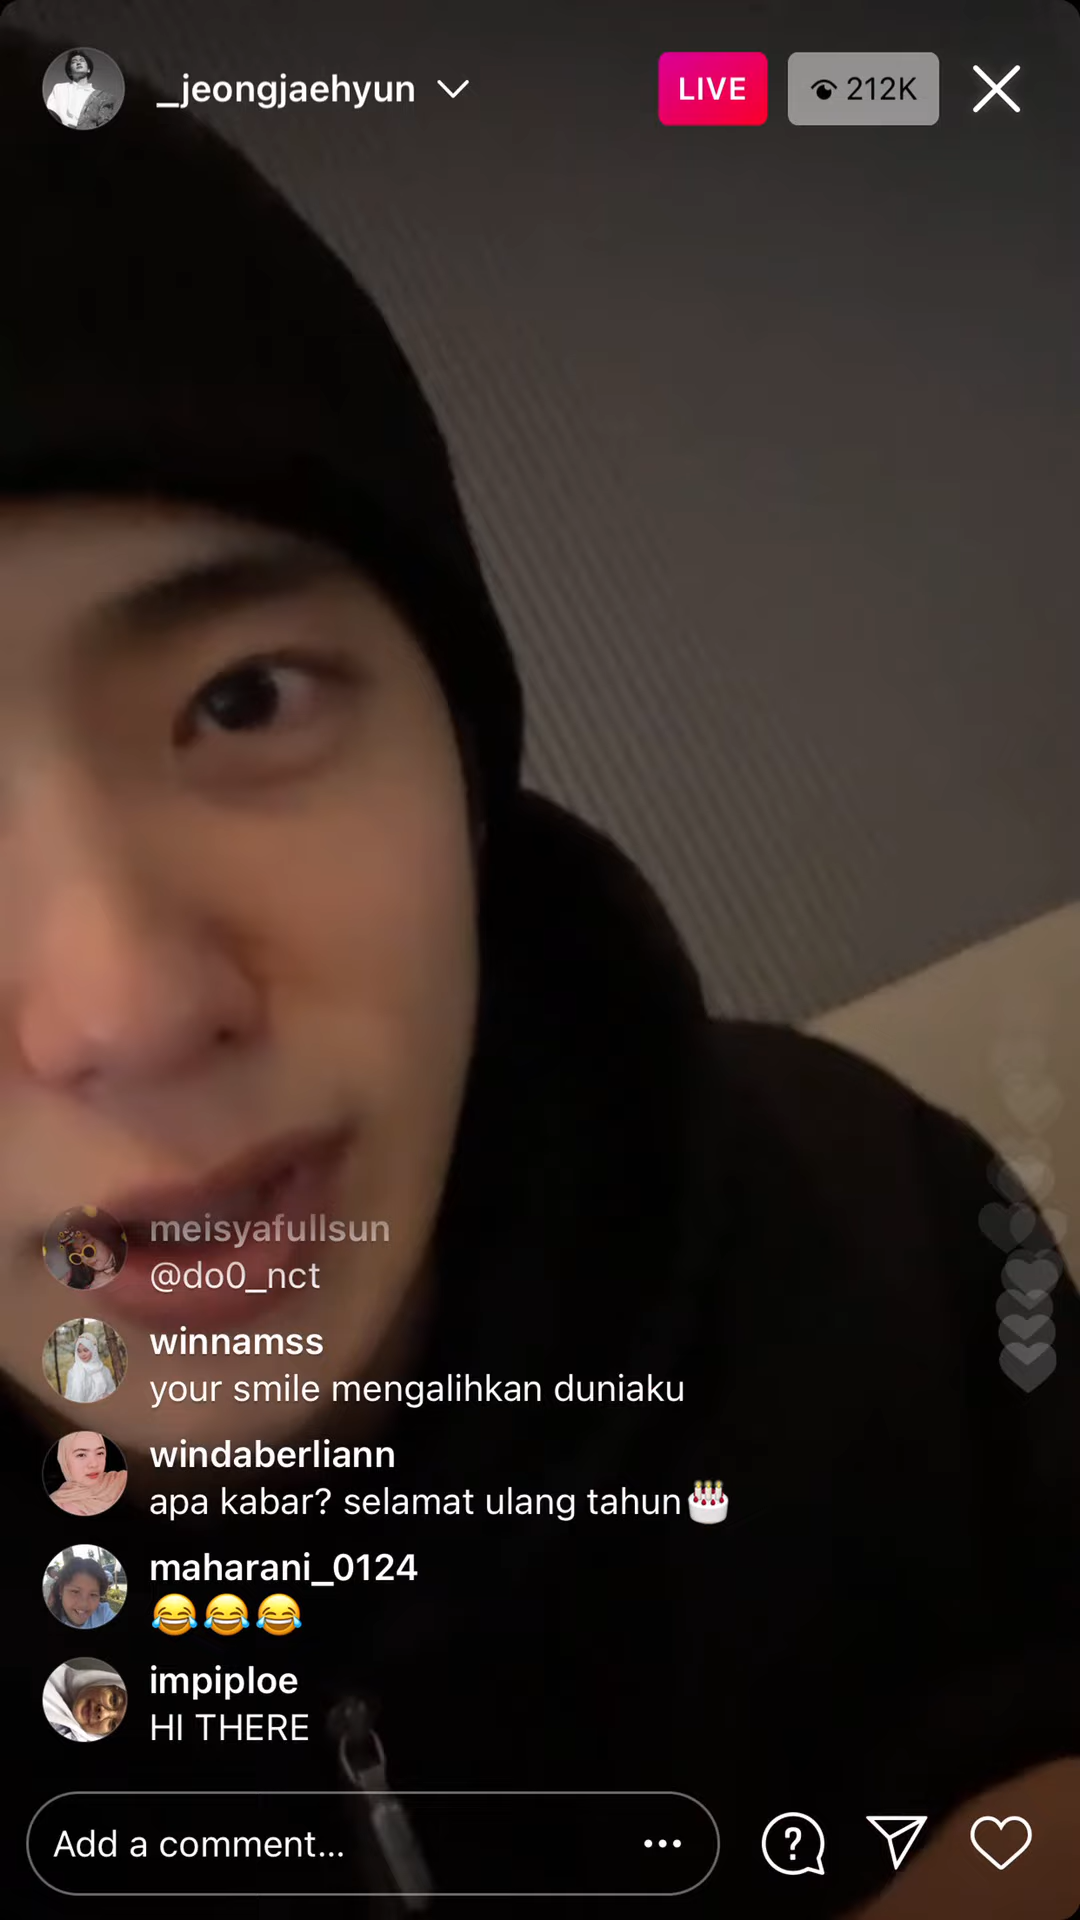 _jeongjaehyun
LIVE
212K
meisyafullsun
@do0_nct
winnamss
your smile mengalihkan duniaku
windaberliann
apa kabar? selamat ulang tahun🎂
maharani_0124
😂😂😂
impiploe
HI THERE
Add a comment...